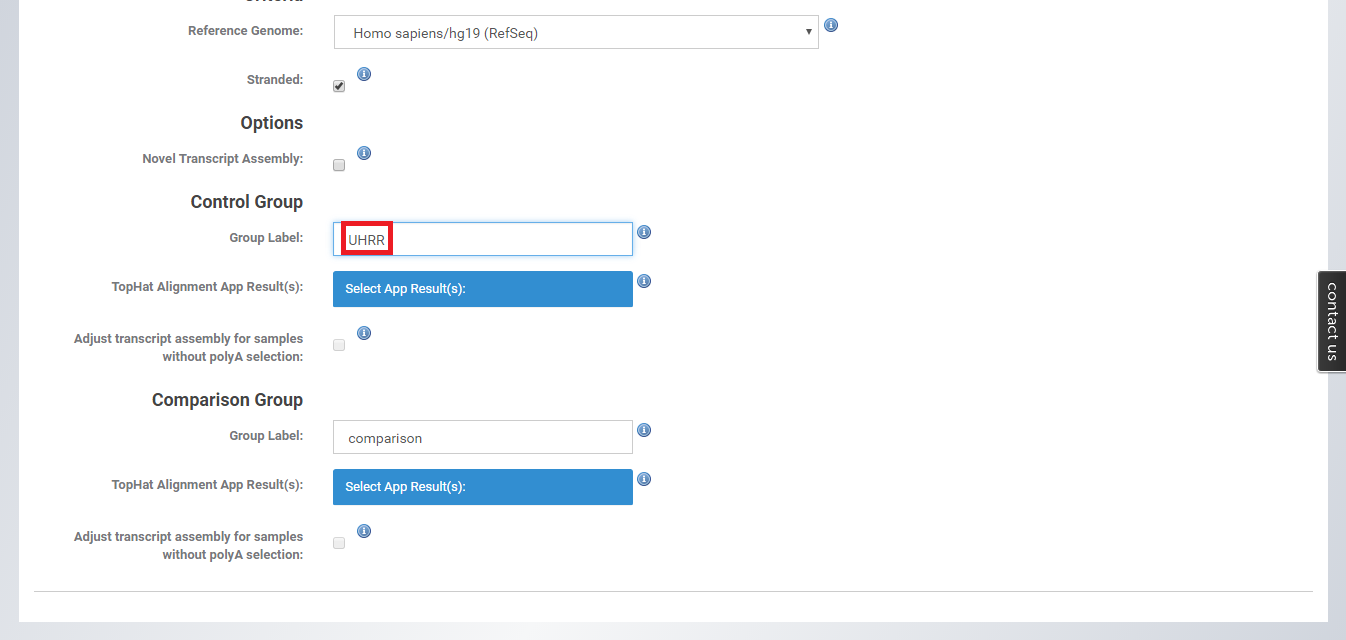 Criteria
Reference Genome:
Homo sapiens/hg19 (RefSeq)
Stranded:
Options
Novel Transcript Assembly:
Control Group
Group Label:
UHRR
TopHat Alignment App Result(s):
Select App Result(s):
Adjust transcript assembly for samples
without polyA selection:
Comparison Group
Group Label:
comparison
TopHat Alignment App Result(s):
Select App Result(s):
Adjust transcript assembly for samples
without polyA selection:
contact us